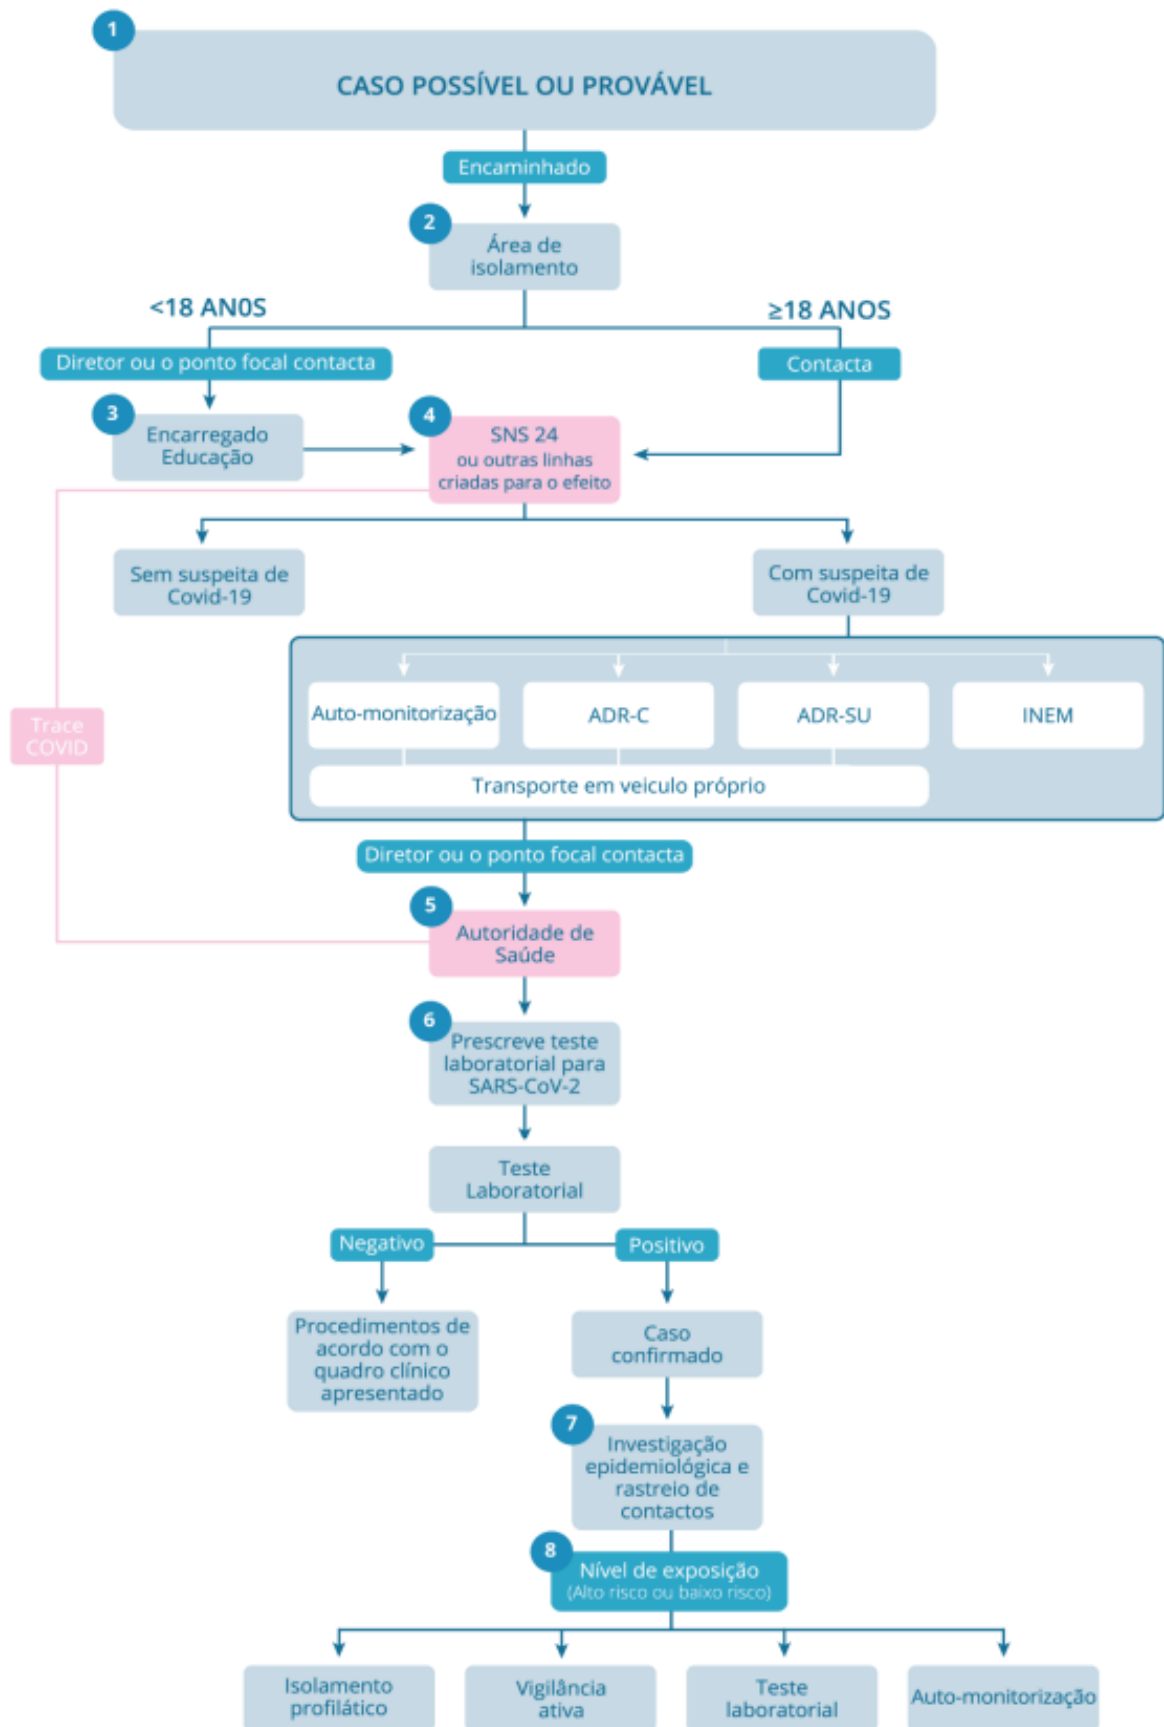 1
CASO POSSÍVEL OU PROVÁVEL
Encaminhado
2
Área de
isolamento
<18 AN0S
≥18 ANOS
Diretor ou o ponto focal contacta
Contacta
3
Encarregado
Educação
4
SNS 24
ou outras linhas
criadas para o efeito
Sem suspeita de
Covid-19
Com suspeita de
Covid-19
Trace
COVID
Auto-monitorização
ADR-C
ADR-SU
INEM
Transporte em veiculo próprio
Diretor ou o ponto focal contacta
5
Autoridade de
Saúde
6
Prescreve teste
laboratorial para
SARS-CoV-2
Teste
Laboratorial
Negativo
Positivo
Procedimentos de
acordo com o
quadro clínico
apresentado
Caso
confirmado
7
Investigação
epidemiológica e
rastreio de
contactos
8
Nível de exposição
(Alto risco ou baixo risco)
Isolamento
profilático
Vigilância
ativa
Teste
laboratorial
Auto-monitorização